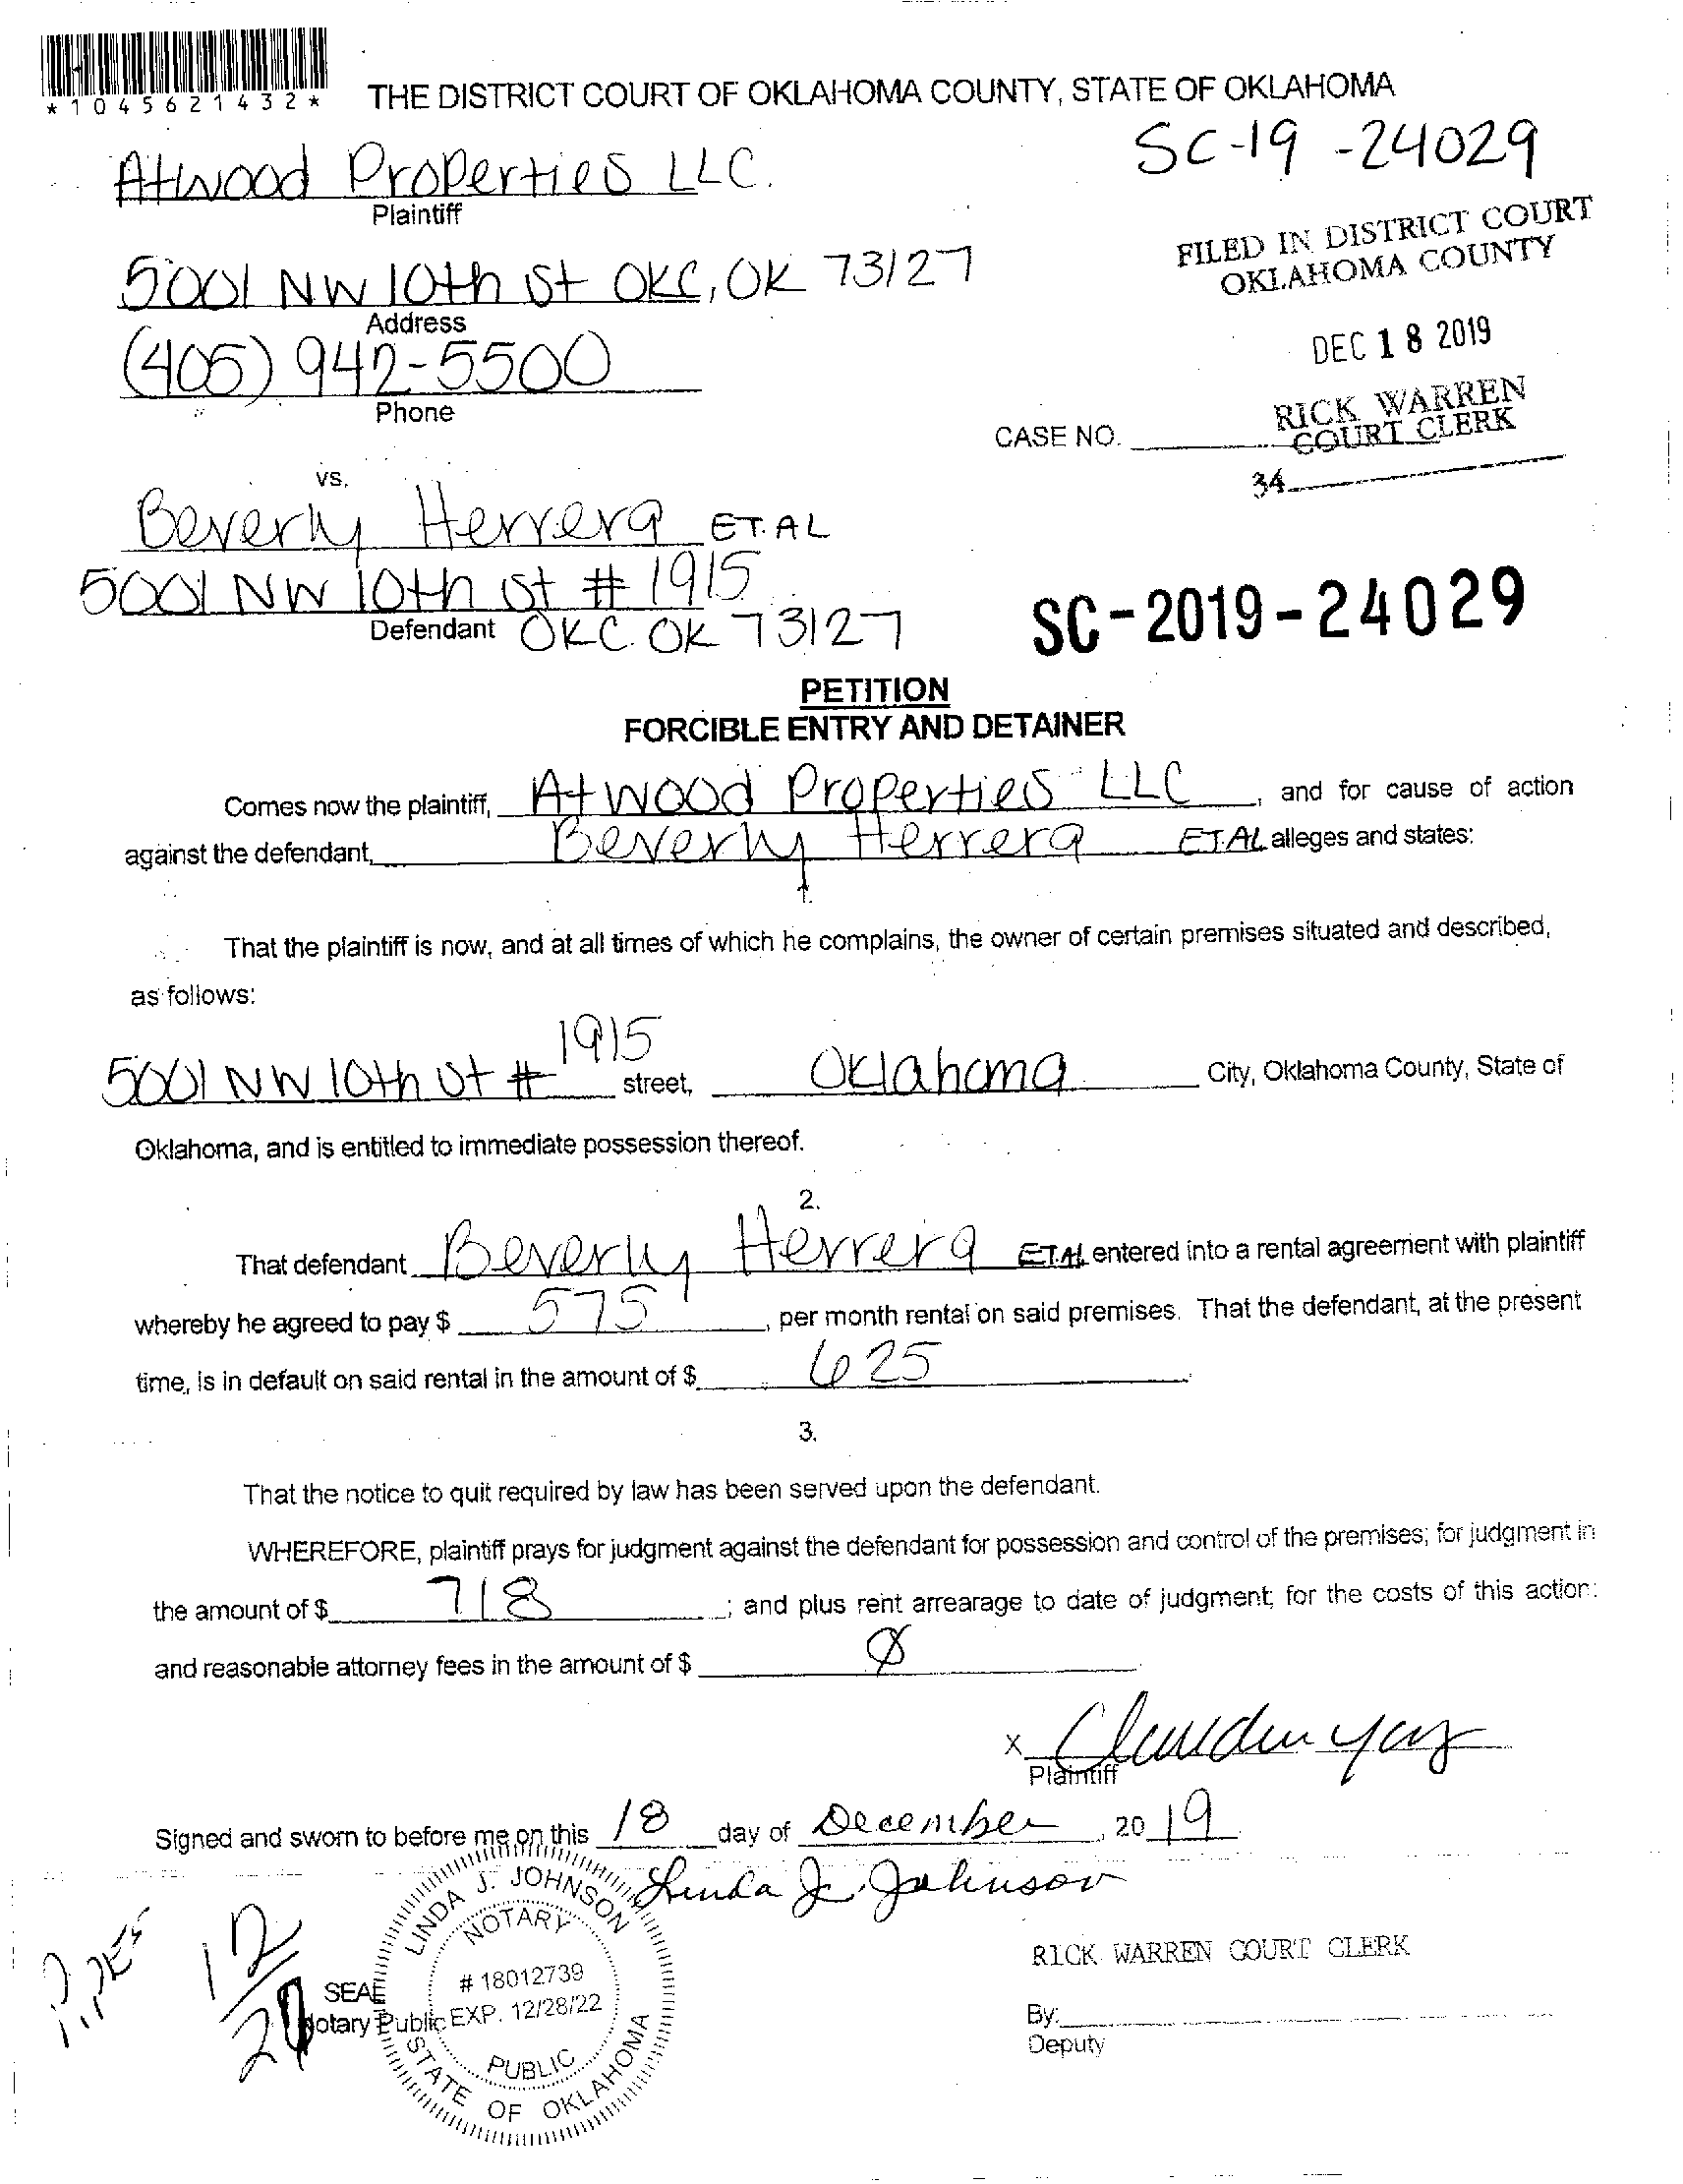 *1045621432*
THE DISTRICT COURT OF OKLAHOMA COUNTY, STATE OF OKLAHOMA
SC-19-24029
Atwood Properties LLC.
Plaintiff
FILED IN DISTRICT COURT
OKLAHOMA COUNTY
5001 NW 10th St OKC, OK 73127
Address
DEC 18 2019
(405) 942-5500
Phone
RICK WARREN
COURT CLERK
CASE NO.
34
vs.
Beverly Herrera ET.AL
5001 NW 10th St # 1915
Defendant OKC. OK 73127
SC-2019-24029
PETITION
FORCIBLE ENTRY AND DETAINER
Comes now the plaintiff, Atwood Properties LLC, and for cause of action
against the defendant, Beverly Herrera ET.AL alleges and states:
That the plaintiff is now, and at all times of which he complains, the owner of certain premises situated and described,
as follows:
5001 NW 10th St # 1915 street, Oklahoma City, Oklahoma County, State of
Oklahoma, and is entitled to immediate possession thereof.
2.
That defendant Beverly Herrera ET.AL entered into a rental agreement with plaintiff
whereby he agreed to pay $ 575, per month rental on said premises. That the defendant, at the present
time, is in default on said rental in the amount of $ 625.
3.
That the notice to quit required by law has been served upon the defendant.
WHEREFORE, plaintiff prays for judgment against the defendant for possession and control of the premises; for judgment in
the amount of $ 718; and plus rent arrearage to date of judgment; for the costs of this action:
and reasonable attorney fees in the amount of $ Ø.
X
Plaintiff
Signed and sworn to before me on this 18 day of December, 2019
Linda J. Johnson
LINDA J. JOHNSON
NOTARY
# 18012739
EXP. 12/28/22
PUBLIC
STATE OF OKLAHOMA
SEAL
Notary Public
12/20
RICK WARREN COURT CLERK
By:
Deputy